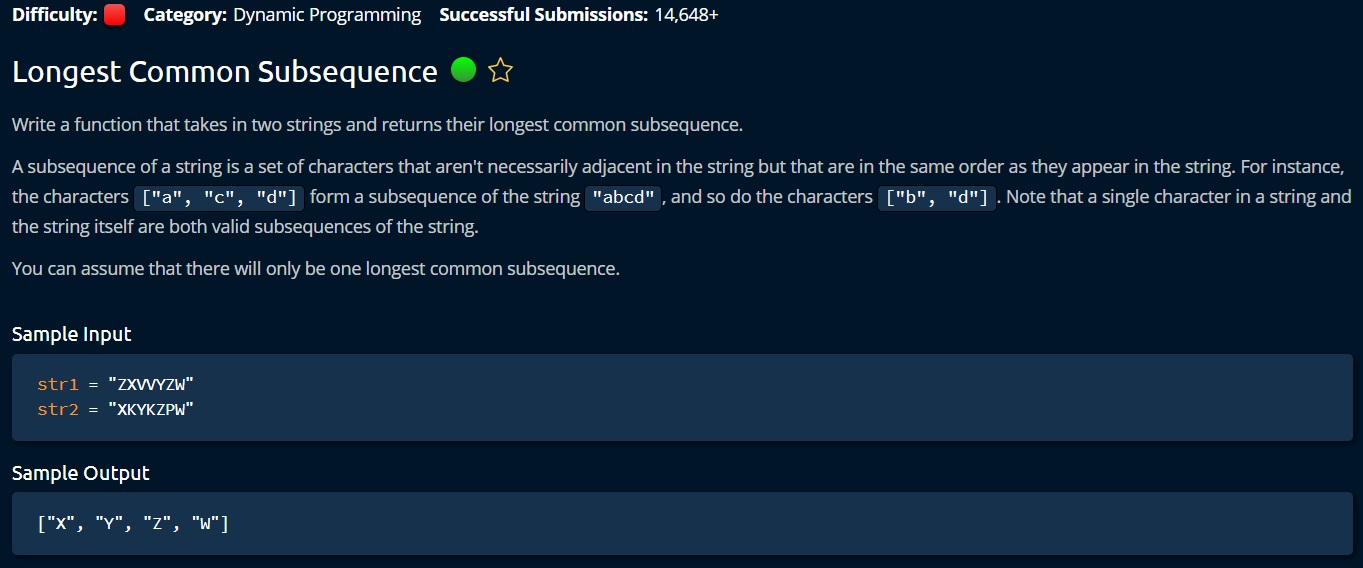 Difficulty: Category: Dynamic Programming Successful Submissions: 14,648+
Longest Common Subsequence
Write a function that takes in two strings and returns their longest common subsequence.
A subsequence of a string is a set of characters that aren't necessarily adjacent in the string but that are in the same order as they appear in the string. For instance,
the characters ["a", "c", "d"] form a subsequence of the string "abcd", and so do the characters ["b", "d"]. Note that a single character in a string and
the string itself are both valid subsequences of the string.
You can assume that there will only be one longest common subsequence.
Sample Input
str1 = "ZXVVYZW"
str2 = "XKYKZPW"
Sample Output
["X", "Y", "Z", "W"]